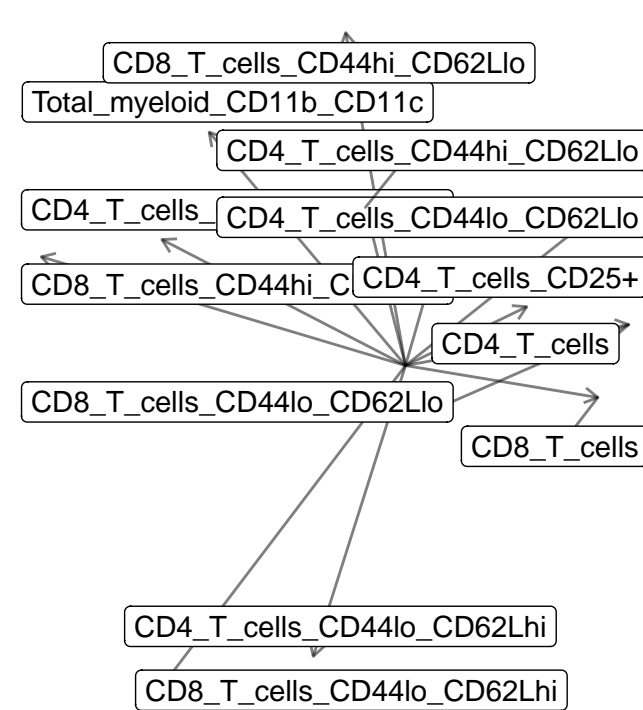 CD8_T_cells_CD44hi_CD62Llo
Total_myeloid_CD11b_CD11c
CD4_T_cells_CD44hi_CD62Llo
CD4_T_cells_
CD4_T_cells_CD44lo_CD62Llo
CD8_T_cells_CD44hi_C
CD4_T_cells_CD25+
CD4_T_cells
CD8_T_cells_CD44lo_CD62Llo
CD8_T_cells
CD4_T_cells_CD44lo_CD62Lhi
CD8_T_cells_CD44lo_CD62Lhi